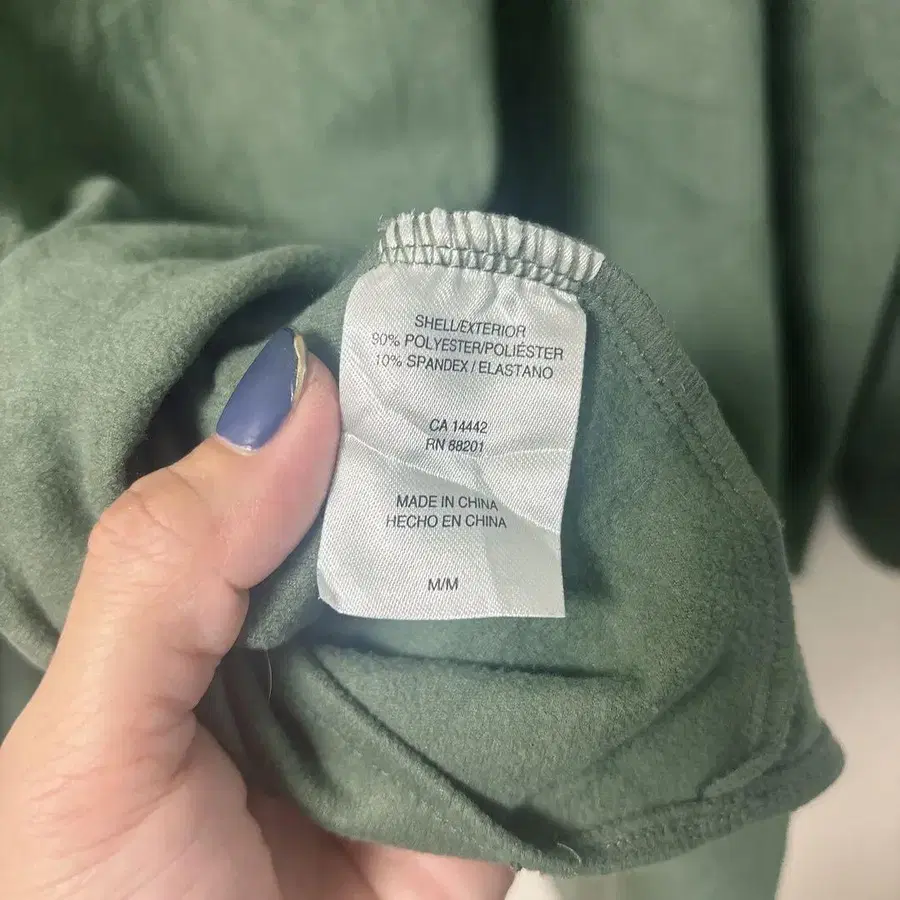 SHELL/EXTERIOR
90% POLYESTER/POLIÉSTER
10% SPANDEX / ELASTANO
CA 14442
RN 88201
MADE IN CHINA
HECHO EN CHINA
M/M